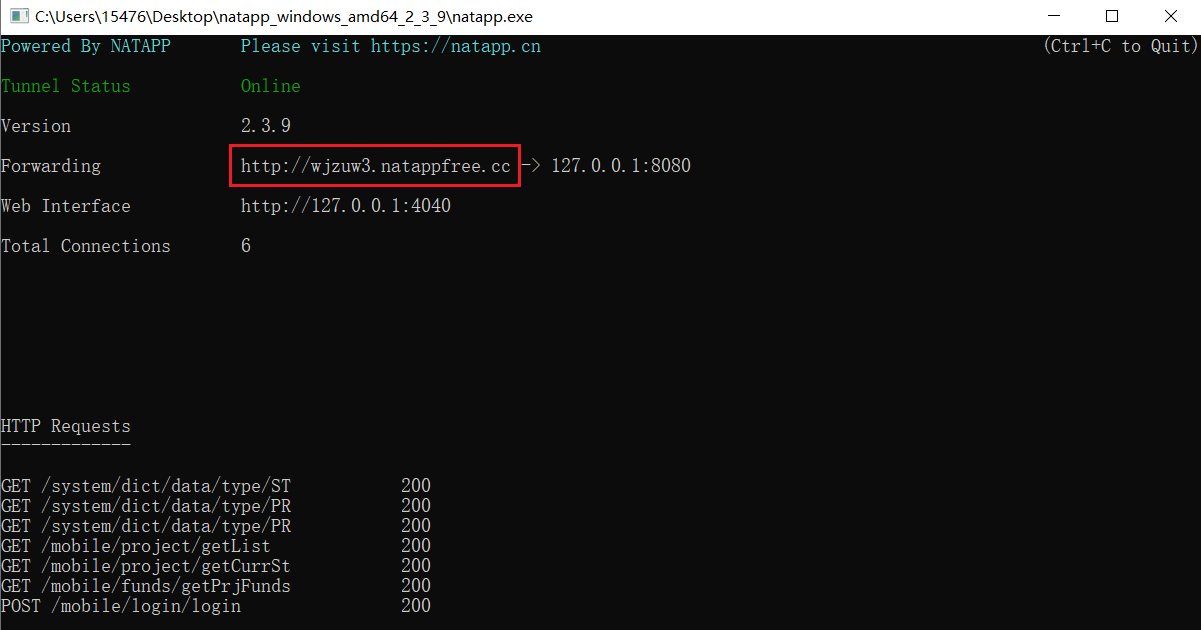 C:\Users\15476\Desktop\natapp_windows_amd64_2_3_9\natapp.exe
Powered By NATAPP Please visit https://natapp.cn (Ctrl+C to Quit)
Tunnel Status Online
Version 2.3.9
Forwarding http://wjzuw3.natappfree.cc -> 127.0.0.1:8080
Web Interface http://127.0.0.1:4040
Total Connections 6
HTTP Requests
-------------
GET /system/dict/data/type/ST 200
GET /system/dict/data/type/PR 200
GET /system/dict/data/type/PR 200
GET /mobile/project/getList 200
GET /mobile/project/getCurrSt 200
GET /mobile/funds/getPrjFunds 200
POST /mobile/login/login 200